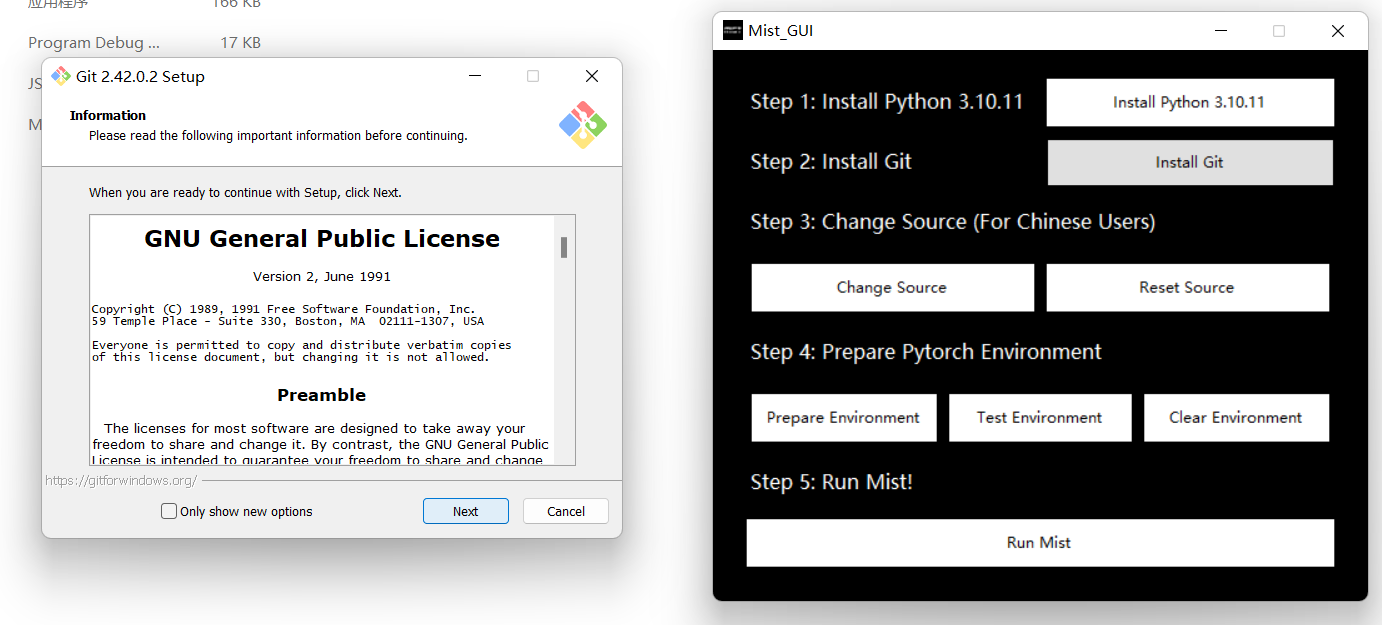 应用程序 166 KB
Program Debug ... 17 KB
JS
M
Git 2.42.0.2 Setup
Information
Please read the following important information before continuing.
When you are ready to continue with Setup, click Next.
GNU General Public License
Version 2, June 1991
Copyright (C) 1989, 1991 Free Software Foundation, Inc.
59 Temple Place - Suite 330, Boston, MA  02111-1307, USA
Everyone is permitted to copy and distribute verbatim copies
of this license document, but changing it is not allowed.
Preamble
The licenses for most software are designed to take away your
freedom to share and change it. By contrast, the GNU General Public
License is intended to guarantee your freedom to share and change
https://gitforwindows.org/
Only show new options
Next
Cancel
Mist_GUI
Step 1: Install Python 3.10.11
Install Python 3.10.11
Step 2: Install Git
Install Git
Step 3: Change Source (For Chinese Users)
Change Source
Reset Source
Step 4: Prepare Pytorch Environment
Prepare Environment
Test Environment
Clear Environment
Step 5: Run Mist!
Run Mist